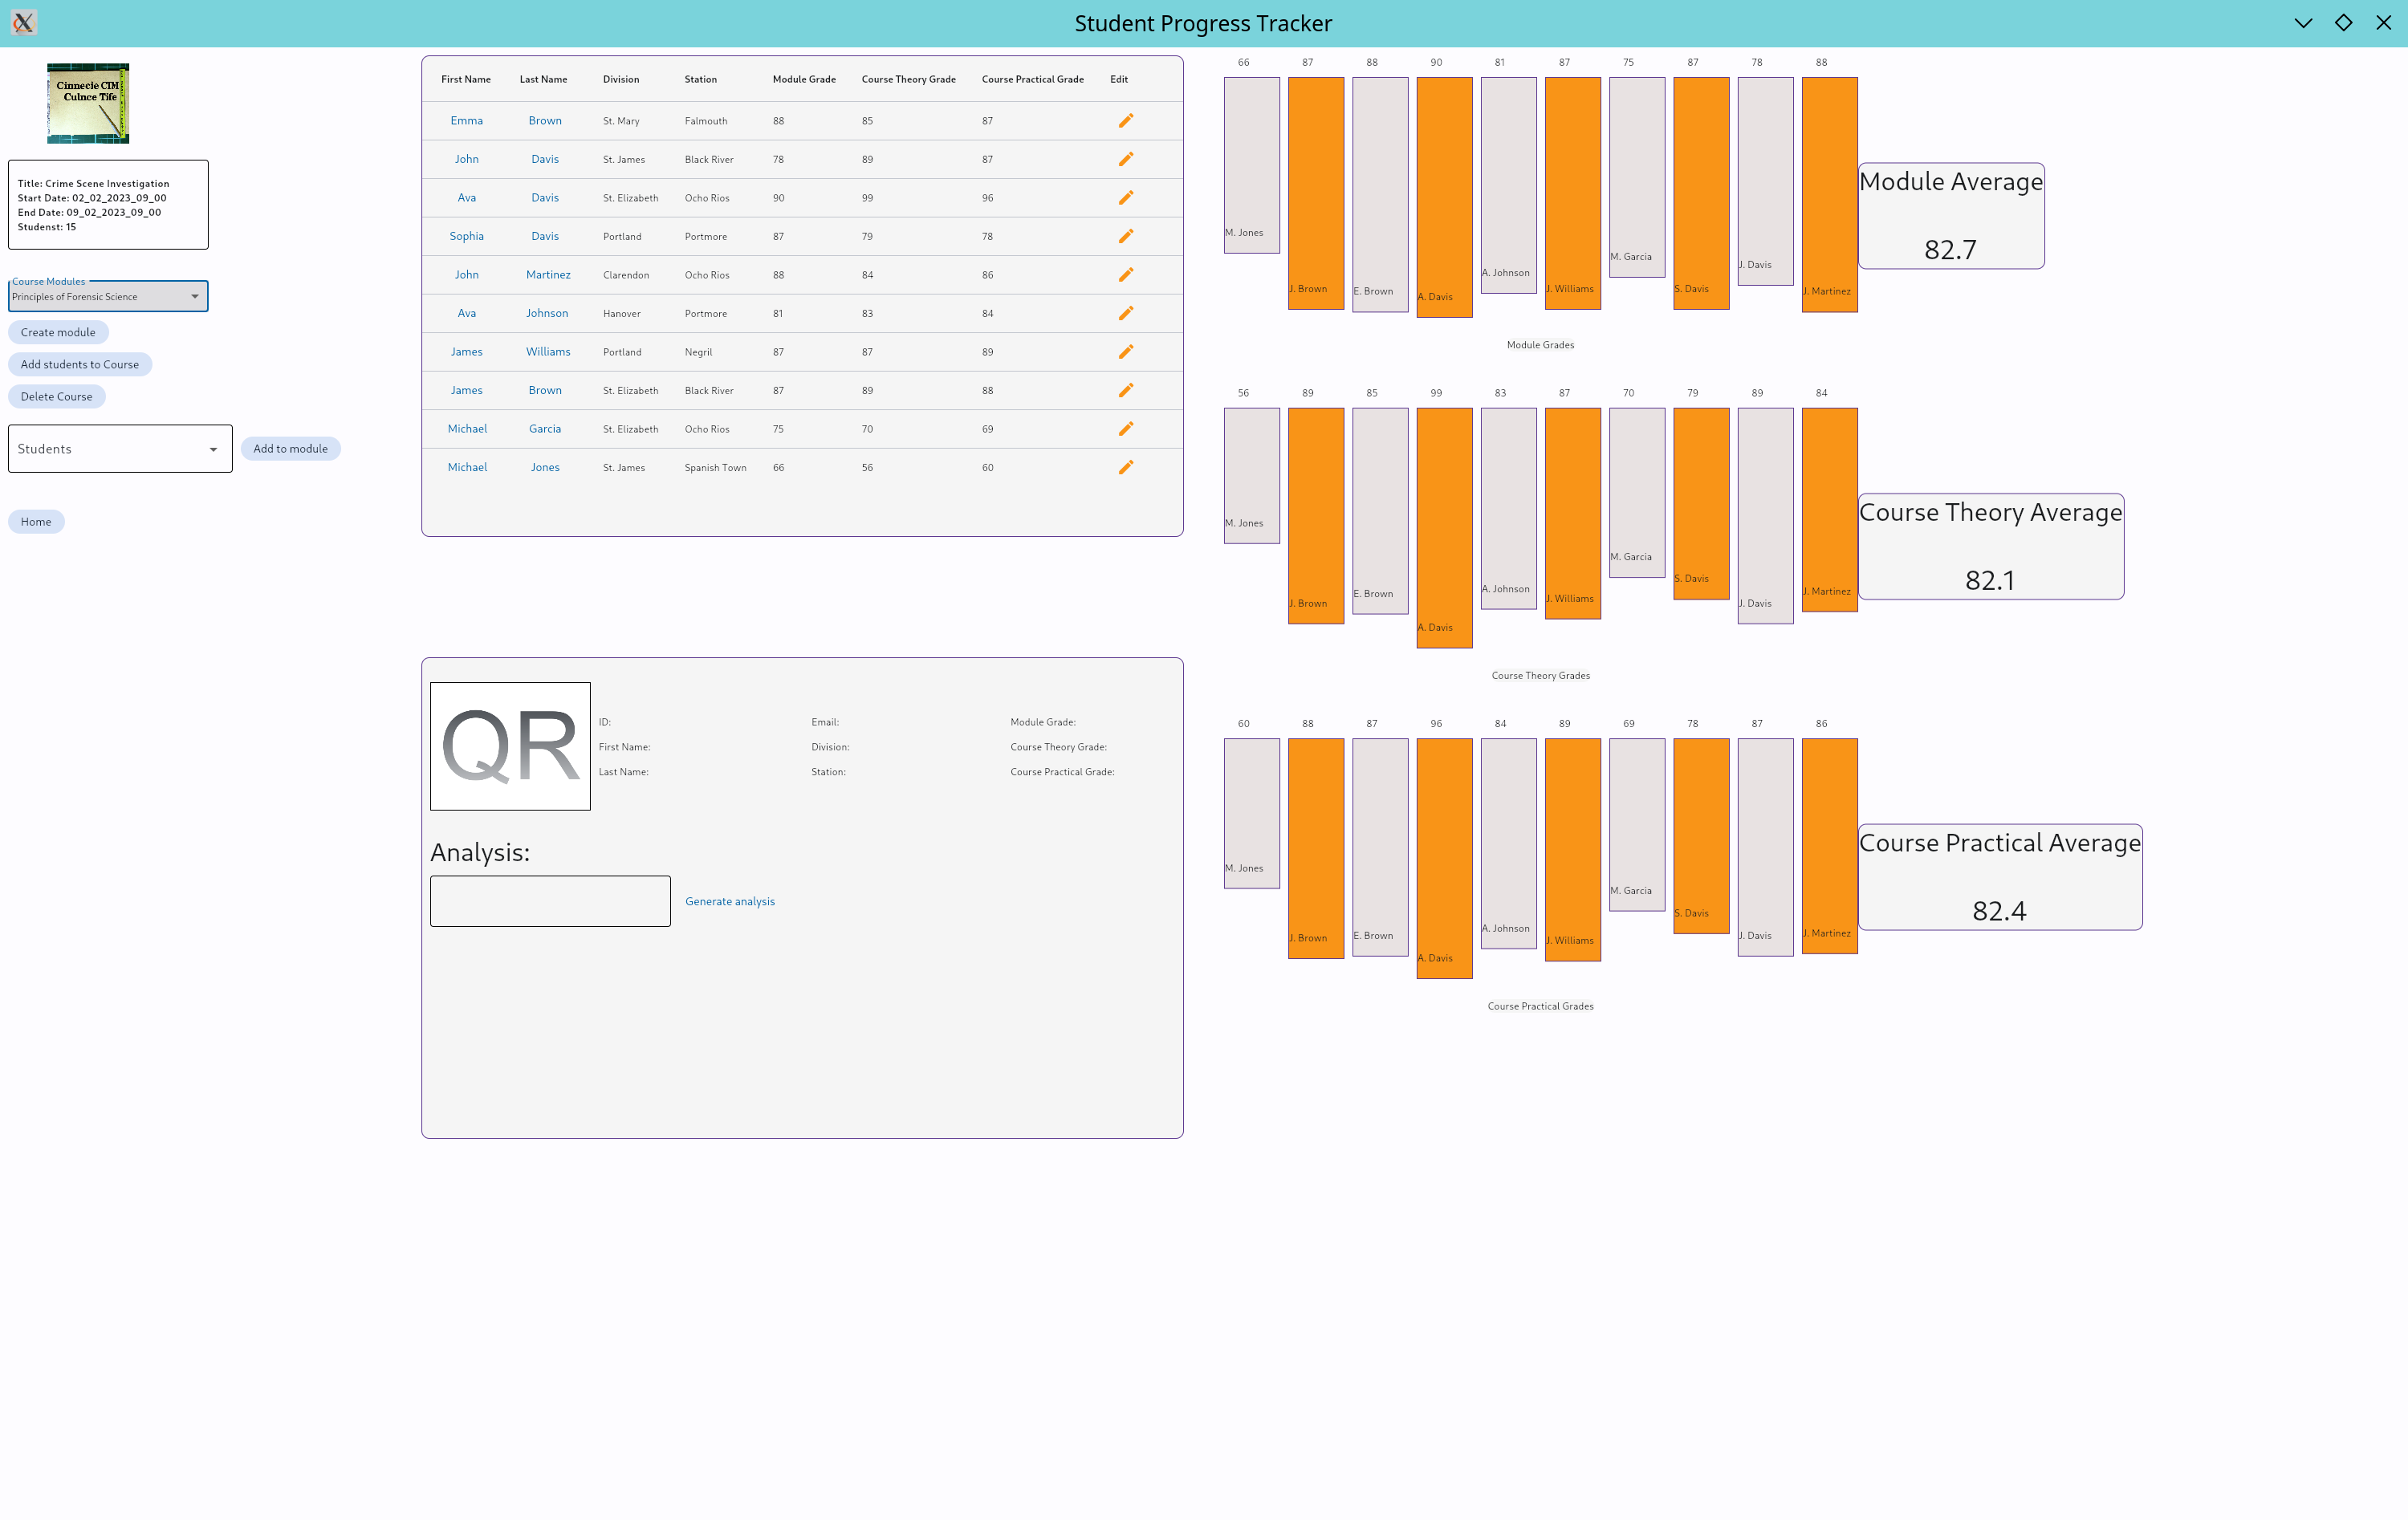 Student Progress Tracker
Cinnecie CTM
Culnce Tife
Title: Crime Scene Investigation
Start Date: 02_02_2023_09_00
End Date: 09_02_2023_09_00
Studenst: 15
Course Modules
Principles of Forensic Science
Create module
Add students to Course
Delete Course
Students
Add to module
Home
First Name Last Name Division Station Module Grade Course Theory Grade Course Practical Grade Edit
Emma Brown St. Mary Falmouth 88 85 87
John Davis St. James Black River 78 89 87
Ava Davis St. Elizabeth Ocho Rios 90 99 96
Sophia Davis Portland Portmore 87 79 78
John Martinez Clarendon Ocho Rios 88 84 86
Ava Johnson Hanover Portmore 81 83 84
James Williams Portland Negril 87 87 89
James Brown St. Elizabeth Black River 87 89 88
Michael Garcia St. Elizabeth Ocho Rios 75 70 69
Michael Jones St. James Spanish Town 66 56 60
QR
ID: Email: Module Grade:
First Name: Division: Course Theory Grade:
Last Name: Station: Course Practical Grade:
Analysis:
Generate analysis
66 87 88 90 81 87 75 87 78 88
M. Jones J. Brown E. Brown A. Davis A. Johnson J. Williams M. Garcia S. Davis J. Davis J. Martinez
Module Grades
Module Average
82.7
56 89 85 99 83 87 70 79 89 84
M. Jones J. Brown E. Brown A. Davis A. Johnson J. Williams M. Garcia S. Davis J. Davis J. Martinez
Course Theory Grades
Course Theory Average
82.1
60 88 87 96 84 89 69 78 87 86
M. Jones J. Brown E. Brown A. Davis A. Johnson J. Williams M. Garcia S. Davis J. Davis J. Martinez
Course Practical Grades
Course Practical Average
82.4